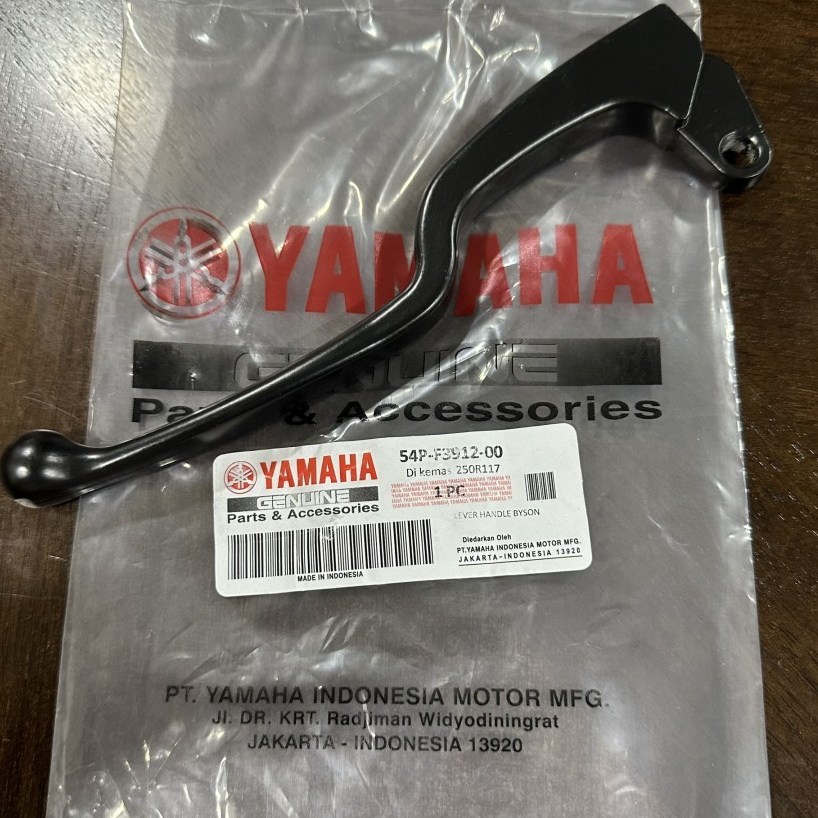 YAMAHA
GENUINE
Parts & Accessories
YAMAHA
GENUINE
Parts & Accessories
MADE IN INDONESIA
54P-F3912-00
Di kemas 250R117
1 PC
LEVER HANDLE BYSON
Diedarkan Oleh
PT.YAMAHA INDONESIA MOTOR MFG.
JAKARTA-INDONESIA 13920
PT. YAMAHA INDONESIA MOTOR MFG.
Jl. DR. KRT. Radjiman Widyodiningrat
JAKARTA - INDONESIA 13920